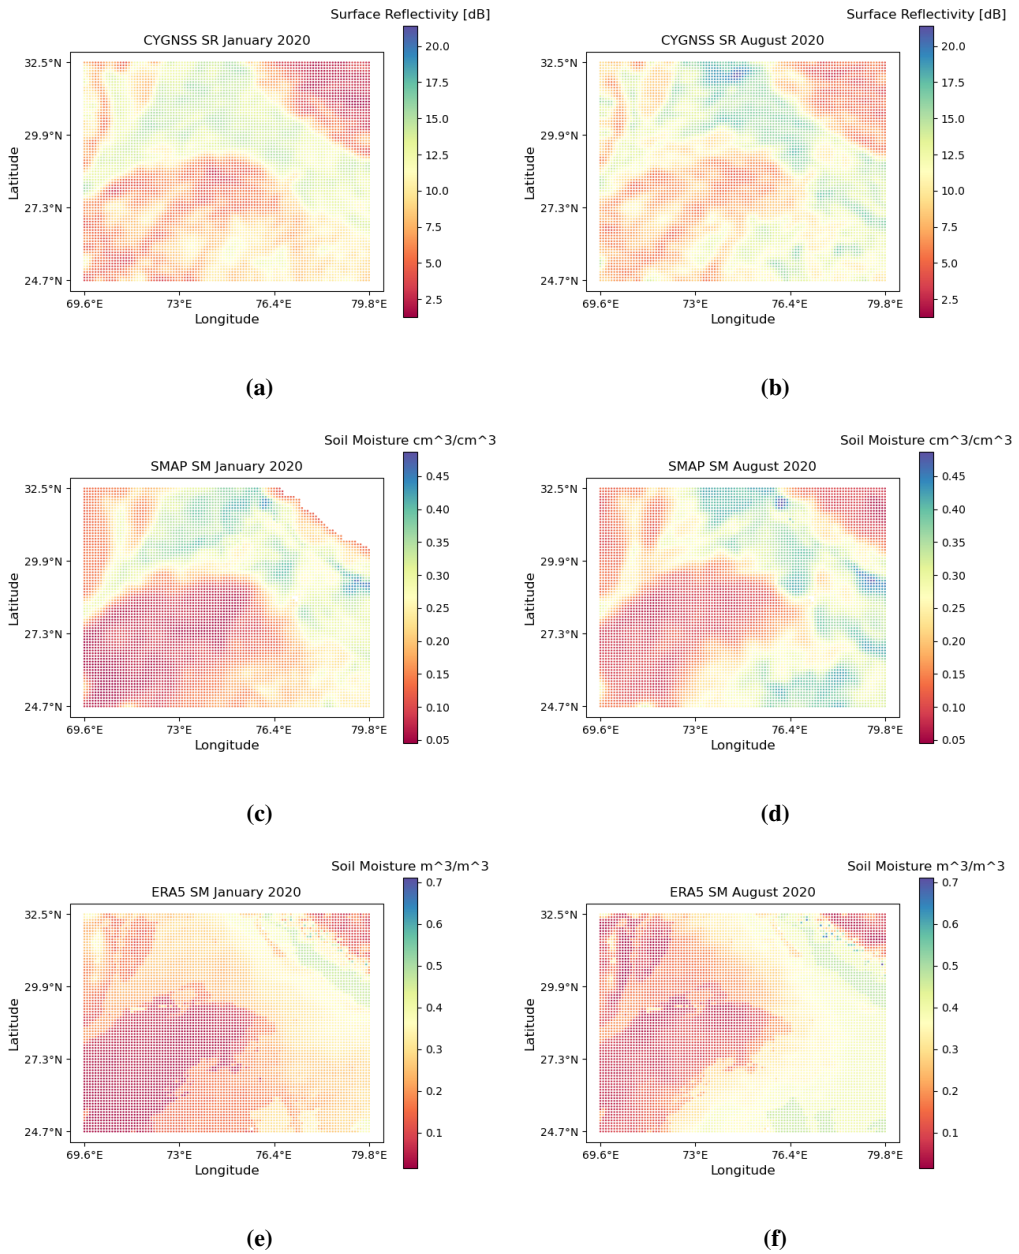 Surface Reflectivity [dB]
CYGNSS SR January 2020
32.5°N
29.9°N
27.3°N
24.7°N
Latitude
69.6°E
73°E
76.4°E
79.8°E
Longitude
20.0
17.5
15.0
12.5
10.0
7.5
5.0
2.5
(a)
Surface Reflectivity [dB]
CYGNSS SR August 2020
32.5°N
29.9°N
27.3°N
24.7°N
Latitude
69.6°E
73°E
76.4°E
79.8°E
Longitude
20.0
17.5
15.0
12.5
10.0
7.5
5.0
2.5
(b)
Soil Moisture cm^3/cm^3
SMAP SM January 2020
32.5°N
29.9°N
27.3°N
24.7°N
Latitude
69.6°E
73°E
76.4°E
79.8°E
Longitude
0.45
0.40
0.35
0.30
0.25
0.20
0.15
0.10
0.05
(c)
Soil Moisture cm^3/cm^3
SMAP SM August 2020
32.5°N
29.9°N
27.3°N
24.7°N
Latitude
69.6°E
73°E
76.4°E
79.8°E
Longitude
0.45
0.40
0.35
0.30
0.25
0.20
0.15
0.10
0.05
(d)
Soil Moisture m^3/m^3
ERA5 SM January 2020
32.5°N
29.9°N
27.3°N
24.7°N
Latitude
69.6°E
73°E
76.4°E
79.8°E
Longitude
0.7
0.6
0.5
0.4
0.3
0.2
0.1
(e)
Soil Moisture m^3/m^3
ERA5 SM August 2020
32.5°N
29.9°N
27.3°N
24.7°N
Latitude
69.6°E
73°E
76.4°E
79.8°E
Longitude
0.7
0.6
0.5
0.4
0.3
0.2
0.1
(f)